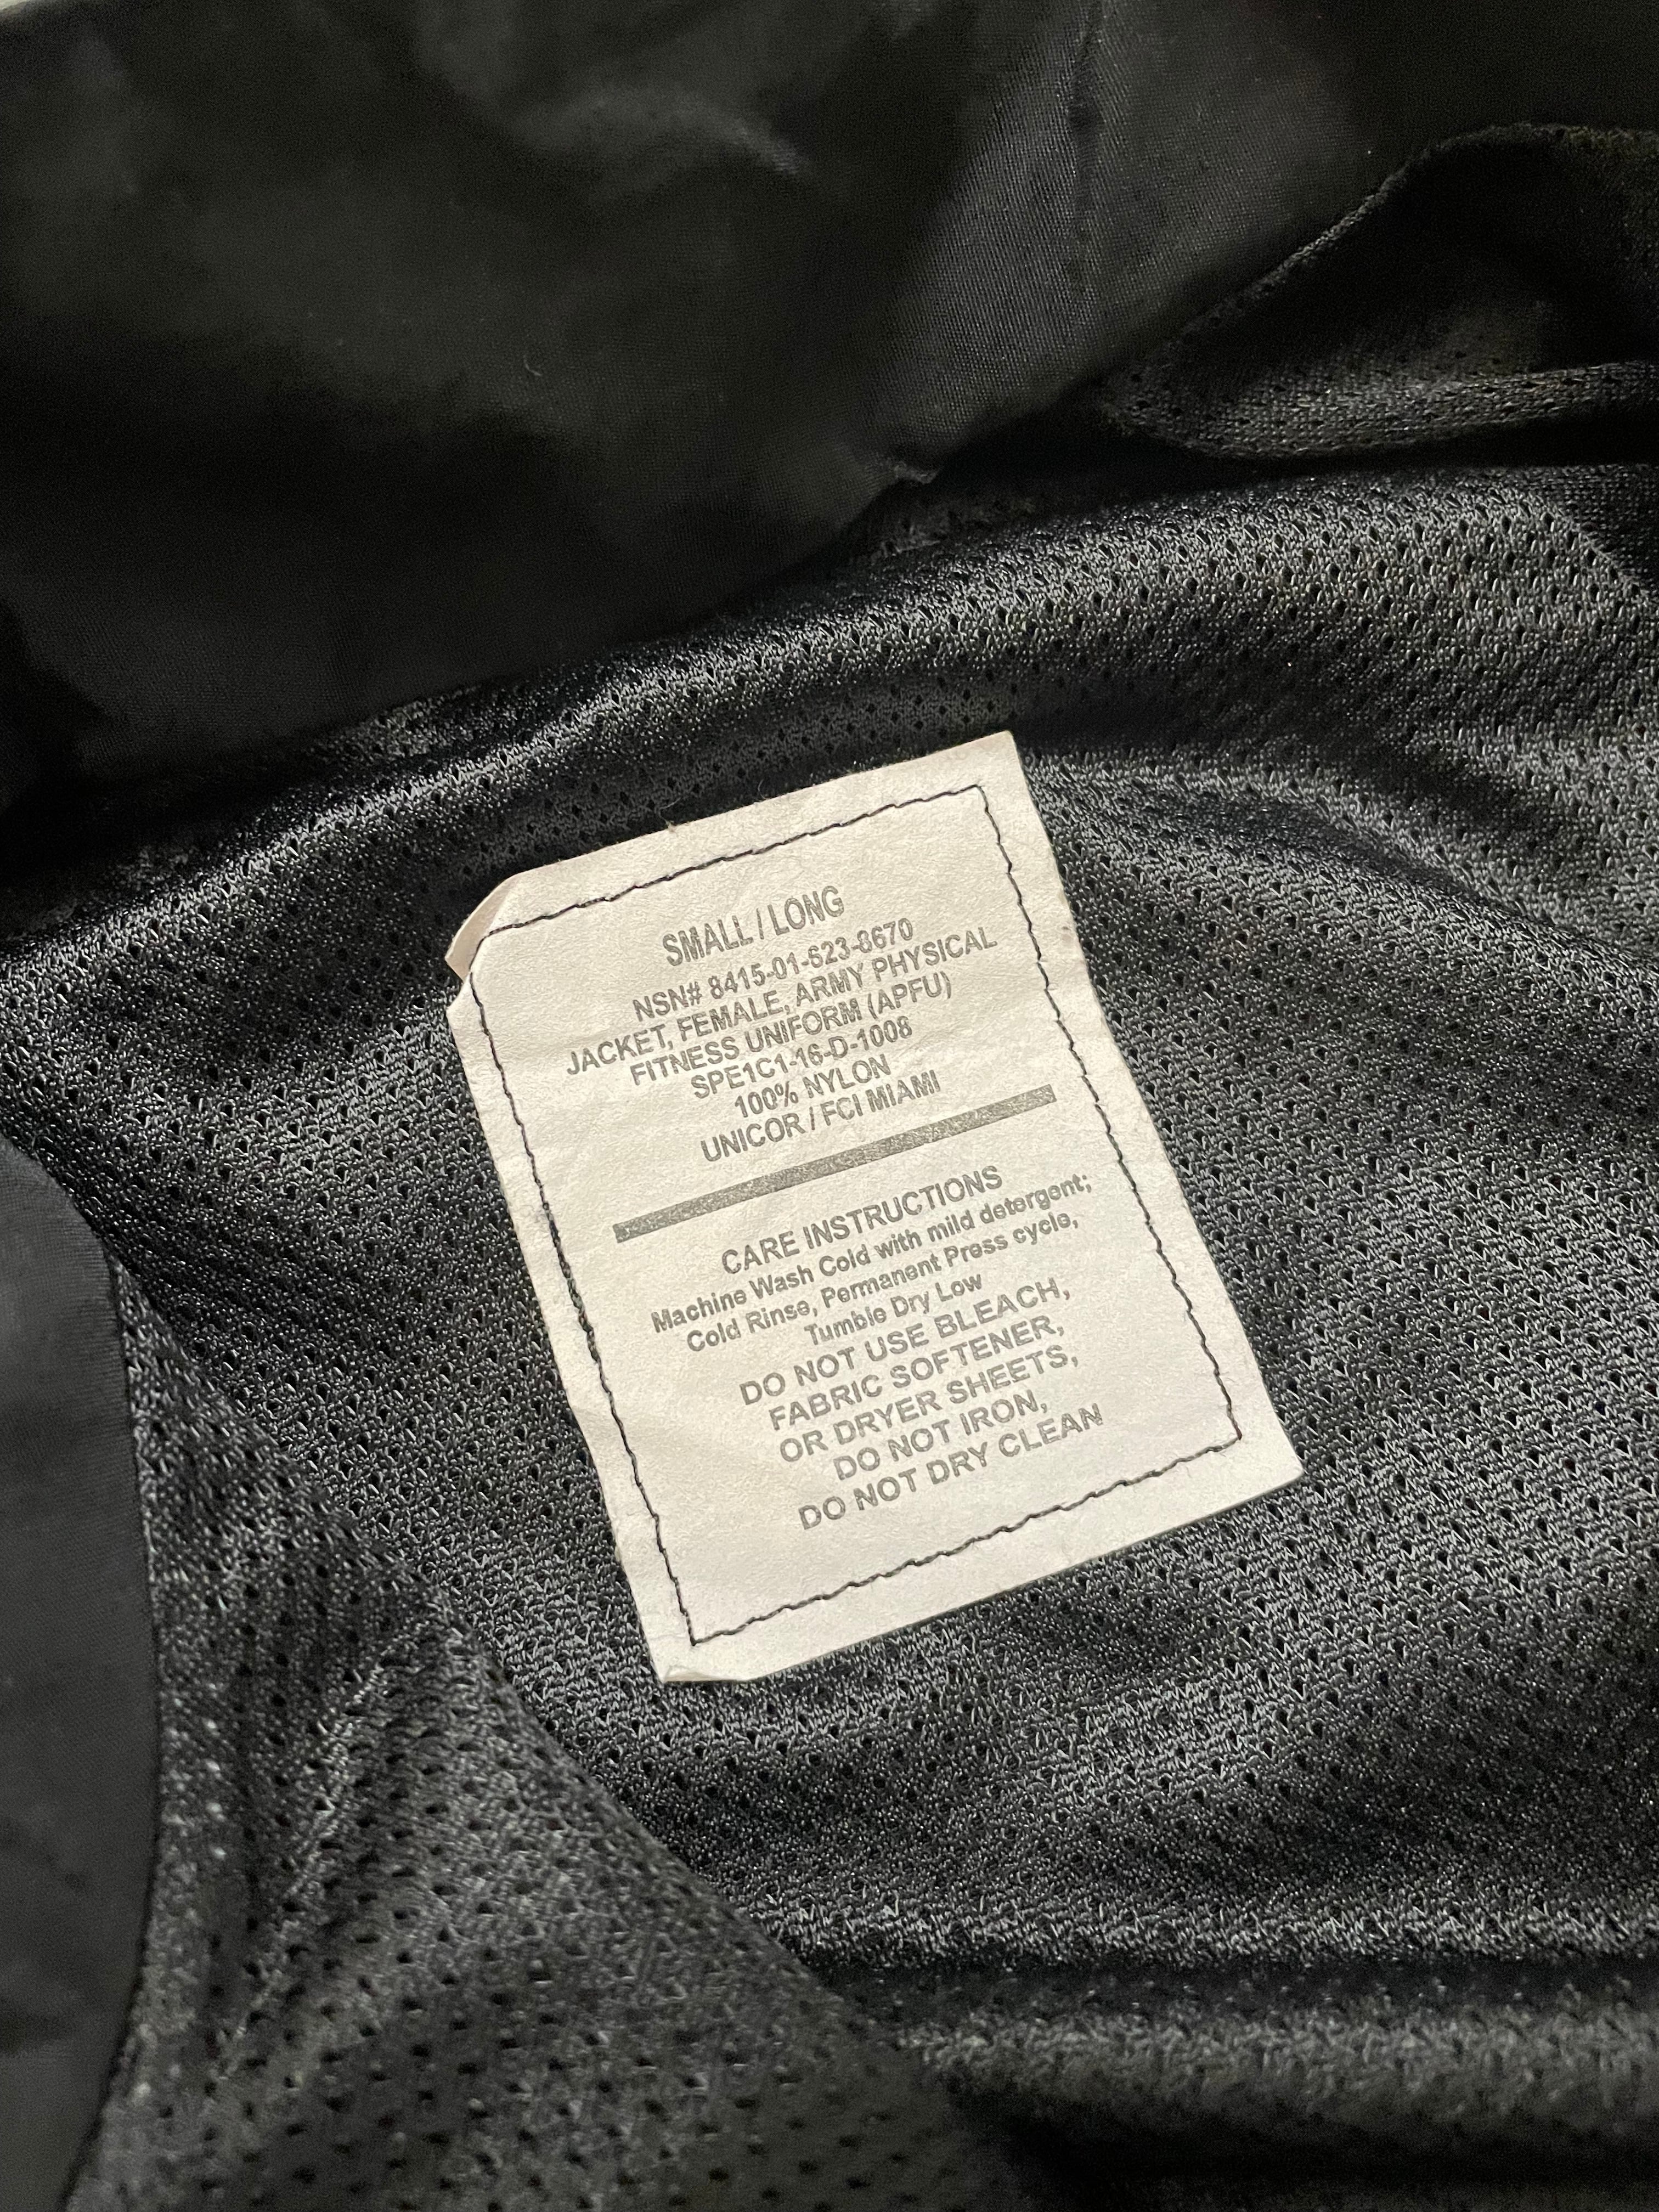 SMALL / LONG
NSN# 8415-01-623-8670
JACKET, FEMALE, ARMY PHYSICAL
FITNESS UNIFORM (APFU)
SPE1C1-16-D-1008
100% NYLON
UNICOR / FCI MIAMI
CARE INSTRUCTIONS
Machine Wash Cold with mild detergent;
Cold Rinse, Permanent Press cycle,
Tumble Dry Low
DO NOT USE BLEACH,
FABRIC SOFTENER,
OR DRYER SHEETS,
DO NOT IRON,
DO NOT DRY CLEAN